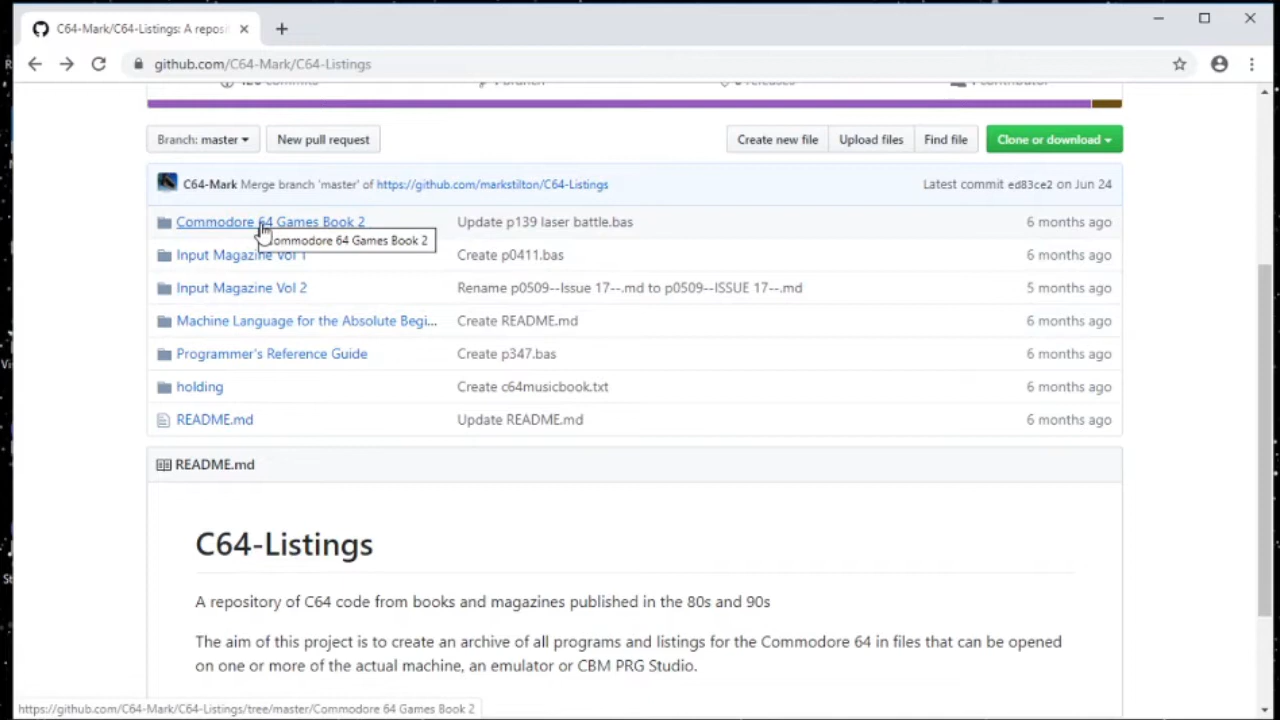 C64-Mark/C64-Listings: A reposi
github.com/C64-Mark/C64-Listings
Branch: master
New pull request
Create new file
Upload files
Find file
Clone or download
C64-Mark Merge branch 'master' of https://github.com/markstilton/C64-Listings
Latest commit ed83ce2 on Jun 24
Commodore 64 Games Book 2
Update p139 laser battle.bas
6 months ago
Commodore 64 Games Book 2
Input Magazine Vol 1
Create p0411.bas
6 months ago
Input Magazine Vol 2
Rename p0509--Issue 17--.md to p0509--ISSUE 17--.md
5 months ago
Machine Language for the Absolute Begi...
Create README.md
6 months ago
Programmer's Reference Guide
Create p347.bas
6 months ago
holding
Create c64musicbook.txt
6 months ago
README.md
Update README.md
6 months ago
README.md
C64-Listings
A repository of C64 code from books and magazines published in the 80s and 90s
The aim of this project is to create an archive of all programs and listings for the Commodore 64 in files that can be opened
on one or more of the actual machine, an emulator or CBM PRG Studio.
https://github.com/C64-Mark/C64-Listings/tree/master/Commodore 64 Games Book 2